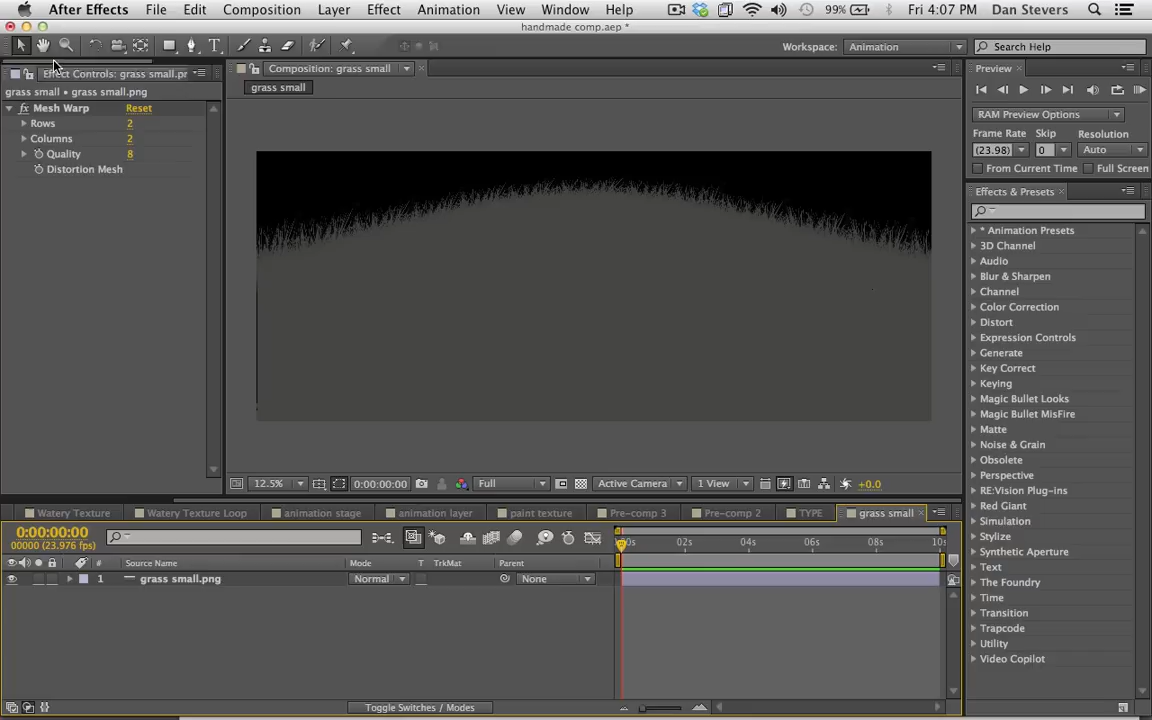 After Effects File Edit Composition Layer Effect Animation View Window Help 99% Fri 4:07 PM Dan Stevens
handmade comp.aep *
Workspace: Animation Search Help
Effect Controls: grass small.pr
Composition: grass small
Preview
grass small • grass small.png
grass small
fx Mesh Warp Reset
Rows 2
Columns 2
Quality 8
Distortion Mesh
RAM Preview Options
Frame Rate Skip Resolution
(23.98) 0 Auto
From Current Time Full Screen
Effects & Presets
* Animation Presets
3D Channel
Audio
Blur & Sharpen
Channel
Color Correction
Distort
Expression Controls
Generate
Key Correct
Keying
Magic Bullet Looks
Magic Bullet MisFire
Matte
Noise & Grain
Obsolete
Perspective
RE:Vision Plug-ins
Red Giant
Simulation
Stylize
Synthetic Aperture
Text
The Foundry
Time
Transition
Trapcode
Utility
Video Copilot
12.5% 0:00:00:00 Full Active Camera 1 View +0.0
Watery Texture Watery Texture Loop animation stage animation layer paint texture Pre-comp 3 Pre-comp 2 TYPE grass small
0:00:00:00
00000 (23.976 fps)
00s 02s 04s 06s 08s 10s
# Source Name Mode T TrkMat Parent
1 grass small.png Normal None
Toggle Switches / Modes